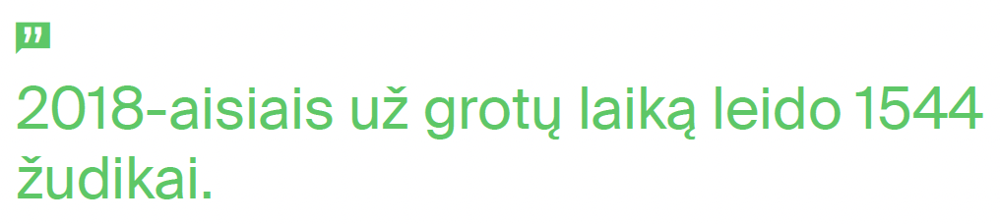 ”
2018-aisiais už grotų laiką leido 1544
žudikai.